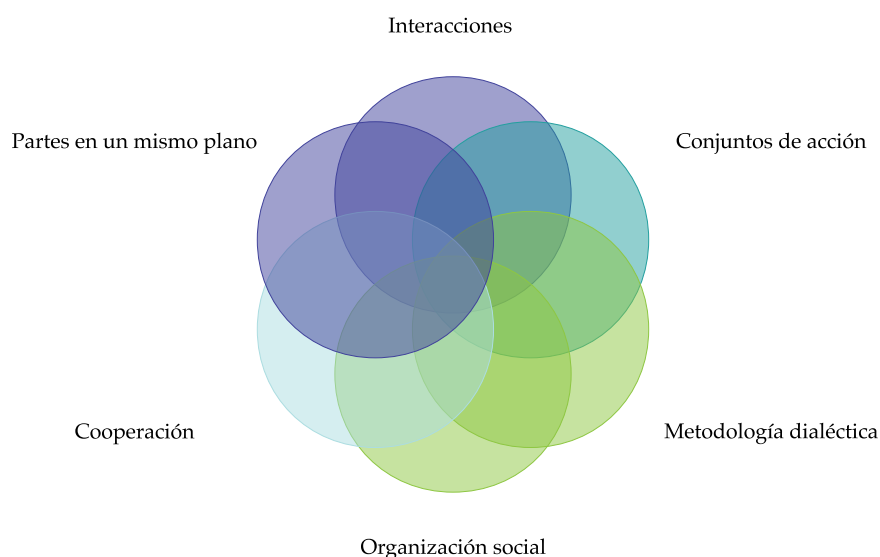 Interacciones
Partes en un mismo plano
Conjuntos de acción
Cooperación
Metodología dialéctica
Organización social